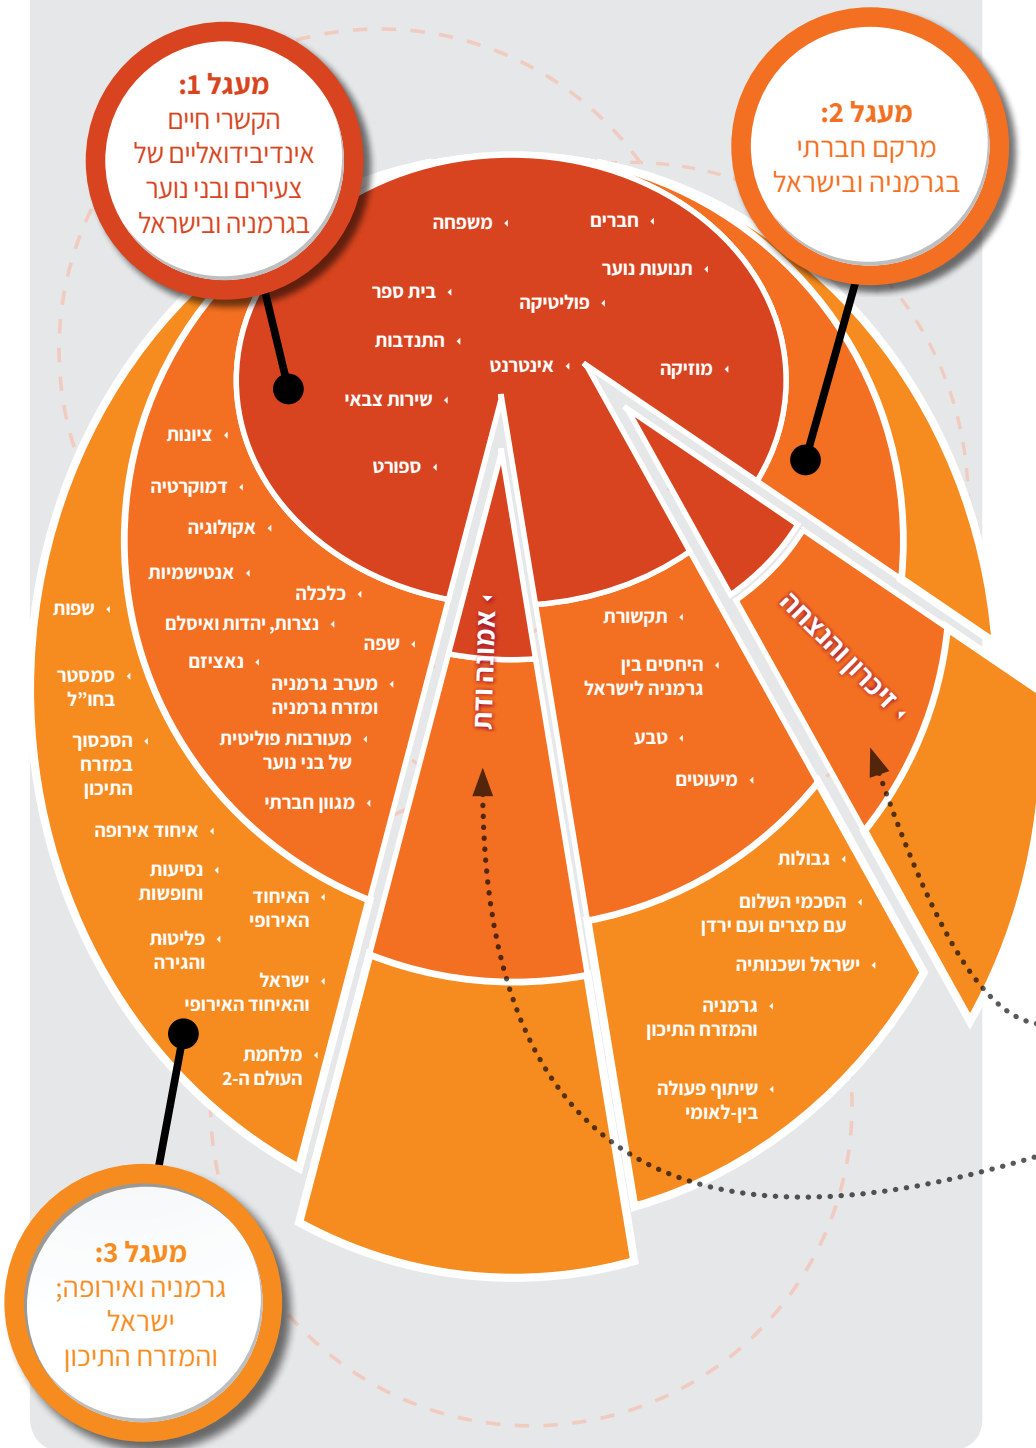 מעגל 1:
הקשרי חיים
אינדיבידואליים של
צעירים ובני נוער
בגרמניה ובישראל
מעגל 2:
מרקם חברתי
בגרמניה ובישראל
חברים
משפחה
תנועות נוער
בית ספר
פוליטיקה
התנדבות
אינטרנט
מוזיקה
שירות צבאי
ספורט
ציונות
דמוקרטיה
אקולוגיה
אנטישמיות
כלכלה
נצרות, יהדות ואיסלם
שפה
נאציזם
מערב גרמניה
ומזרח גרמניה
מעורבות פוליטית
של בני נוער
מגוון חברתי
אמונה ודת
תקשורת
היחסים בין
גרמניה לישראל
טבע
מיעוטים
זיכרון והנצחה
שפות
סמסטר
בחו"ל
הסכסוך
במזרח
התיכון
איחוד אירופה
נסיעות
וחופשות
האיחוד
האירופי
פליטות
והגירה
ישראל
והאיחוד האירופי
מלחמת
העולם ה-2
גבולות
הסכמי השלום
עם מצרים ועם ירדן
ישראל ושכנותיה
גרמניה
והמזרח התיכון
שיתוף פעולה
בין-לאומי
מעגל 3:
גרמניה ואירופה;
ישראל
והמזרח התיכון